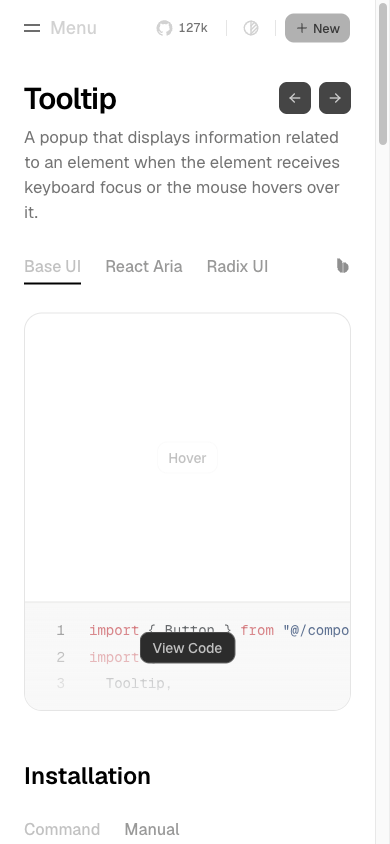 Menu 127k New
Tooltip
A popup that displays information related
to an element when the element receives
keyboard focus or the mouse hovers over
it.
Base UI React Aria Radix UI
Hover
1 import { Button } from "@/compo
2 import
View Code
3 Tooltip,
Installation
Command Manual